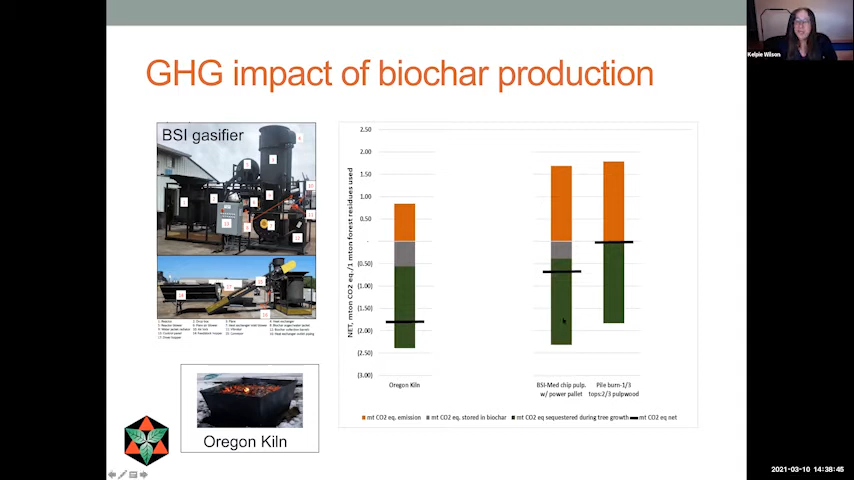 Kelpie Wilson
GHG impact of biochar production
BSI gasifier
Oregon Kiln
NET, mton CO2 eq./1 mton forest residues used
2.50
2.00
1.50
1.00
0.50
-
(0.50)
(1.00)
(1.50)
(2.00)
(2.50)
(3.00)
Oregon Kiln
BSI-Med chip pulp.
w/ power pallet
Pile burn-1/3
tops:2/3 pulpwood
mt CO2 eq. emission
mt CO2 eq. stored in biochar
mt CO2 eq sequestered during tree growth
mt CO2 eq net
2021-03-10 14:38:45